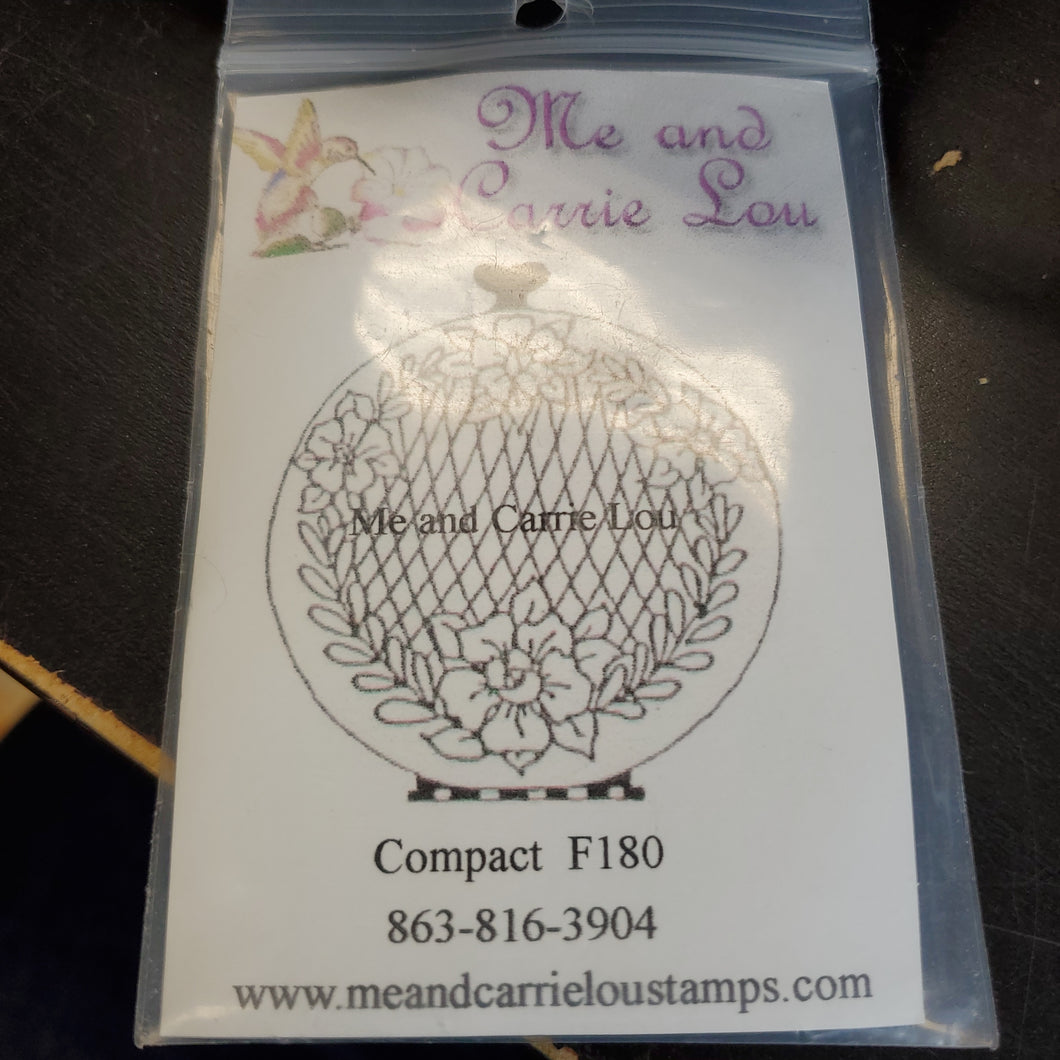 Me and
Carrie Lou
Me and Carrie Lou
Compact F180
863-816-3904
www.meandcarrieloustamps.com